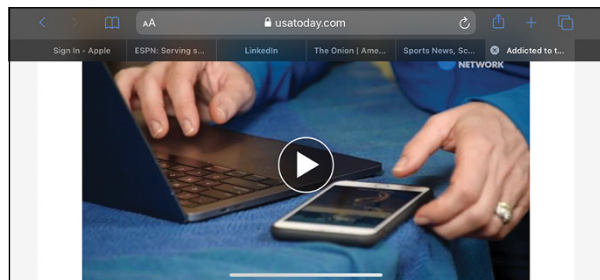 AA
usatoday.com
Sign In - Apple
ESPN: Serving s...
LinkedIn
The Onion | Ame...
Sports News, Sc...
Addicted to t...
NETWORK